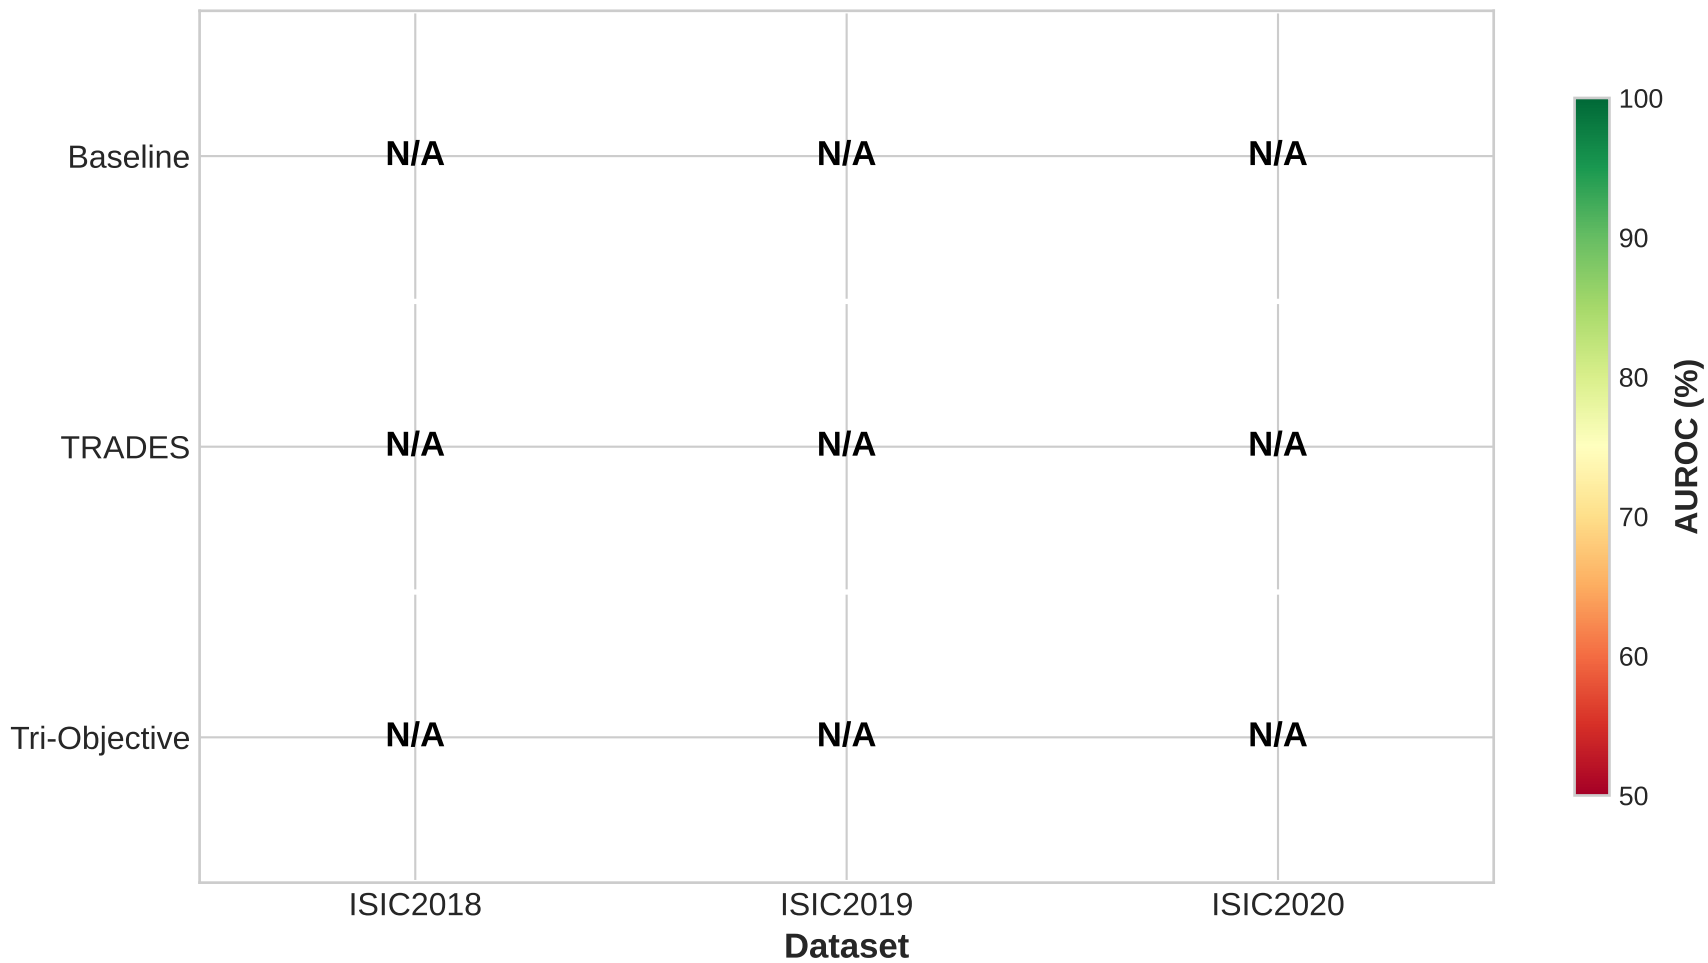 Baseline N/A N/A N/A
TRADES N/A N/A N/A
Tri-Objective N/A N/A N/A
ISIC2018 ISIC2019 ISIC2020
Dataset
100
90
80
70
60
50
AUROC (%)